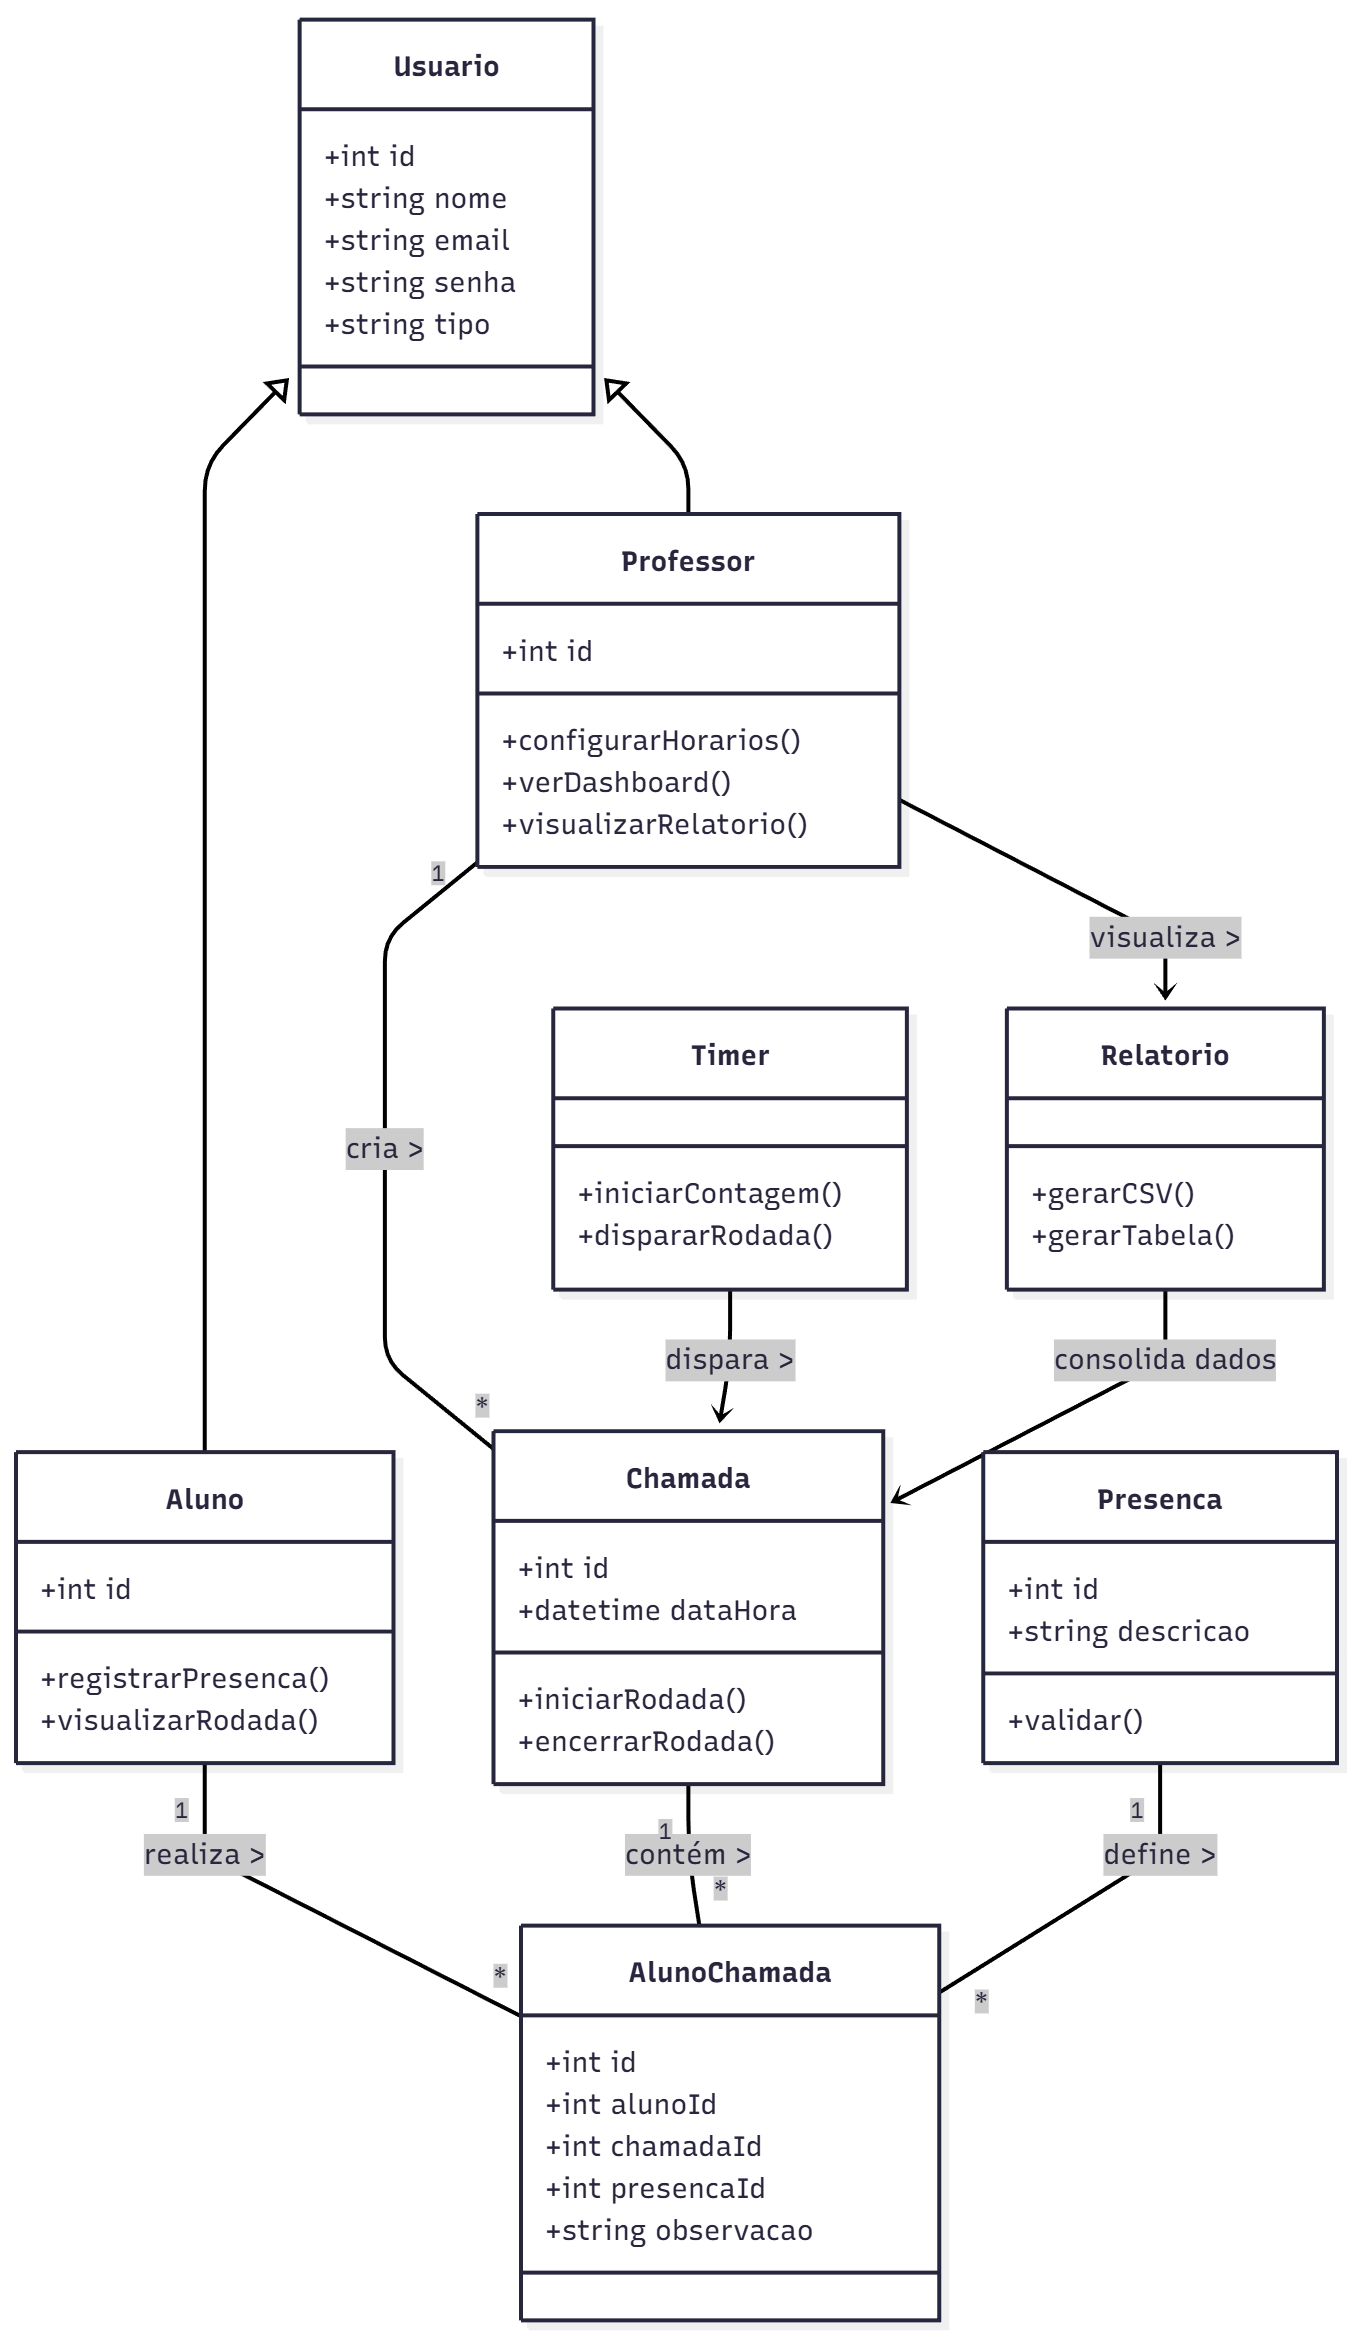 Usuario
+int id
+string nome
+string email
+string senha
+string tipo
Professor
+int id
+configurarHorarios()
+verDashboard()
+visualizarRelatorio()
1
visualiza >
cria >
Timer
+iniciarContagem()
+dispararRodada()
Relatorio
+gerarCSV()
+gerarTabela()
dispara >
consolida dados
*
Aluno
+int id
+registrarPresenca()
+visualizarRodada()
Chamada
+int id
+datetime dataHora
+iniciarRodada()
+encerrarRodada()
Presenca
+int id
+string descricao
+validar()
1
realiza >
1
contém >
1
define >
*
*
*
AlunoChamada
+int id
+int alunoId
+int chamadaId
+int presencaId
+string observacao